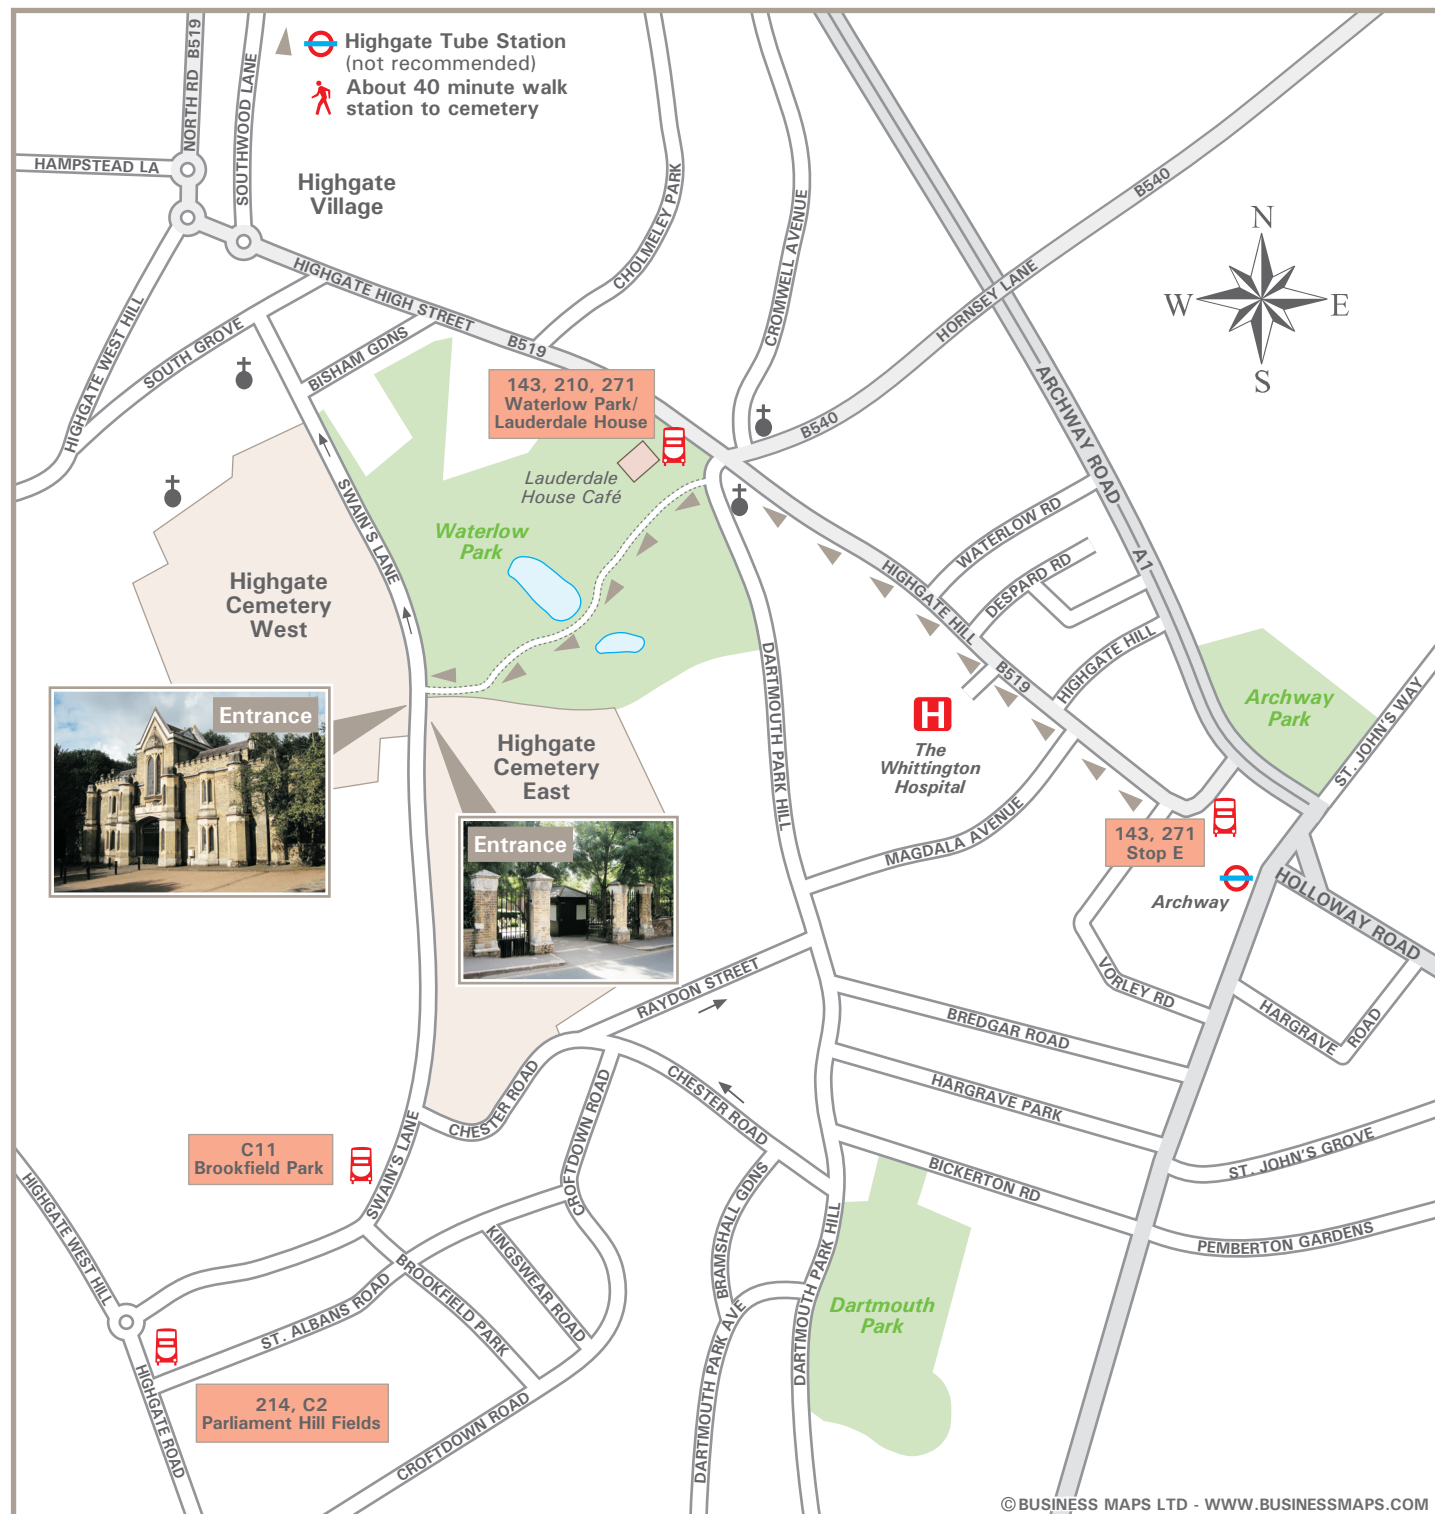 Highgate Tube Station
(not recommended)
About 40 minute walk
station to cemetery
NORTH RD B519
SOUTHWOOD LANE
HAMPSTEAD LA
Highgate
Village
CHOLMELEY PARK
CROMWELL AVENUE
B540
N
W
E
S
HORNSEY LANE
HIGHGATE HIGH STREET
B519
HIGHGATE WEST HILL
SOUTH GROVE
BISHAM GDNS
143, 210, 271
Waterlow Park/
Lauderdale House
B540
ARCHWAY ROAD
A1
Lauderdale
House Café
SWAIN'S LANE
Waterlow
Park
WATERLOW RD
DESPARD RD
HIGHGATE HILL
B519
HIGHGATE HILL
Highgate
Cemetery
West
DARTMOUTH PARK HILL
Archway
Park
ST. JOHN'S WAY
Entrance
Highgate
Cemetery
East
The
Whittington
Hospital
MAGDALA AVENUE
143, 271
Stop E
Entrance
Archway
HOLLOWAY ROAD
VORLEY RD
HARGRAVE
ROAD
RAYDON STREET
BREDGAR ROAD
CHESTER ROAD
CHESTER ROAD
HARGRAVE PARK
CROFTDOWN ROAD
C11
Brookfield Park
SWAIN'S LANE
BICKERTON RD
ST. JOHN'S GROVE
BRAMSHALL GDNS
HIGHGATE WEST HILL
KINGSWEAR ROAD
BROOKFIELD PARK
ST. ALBANS ROAD
DARTMOUTH PARK HILL
PEMBERTON GARDENS
Dartmouth
Park
DARTMOUTH PARK AVE
HIGHGATE ROAD
214, C2
Parliament Hill Fields
CROFTDOWN ROAD
©BUSINESS MAPS LTD - WWW.BUSINESSMAPS.COM